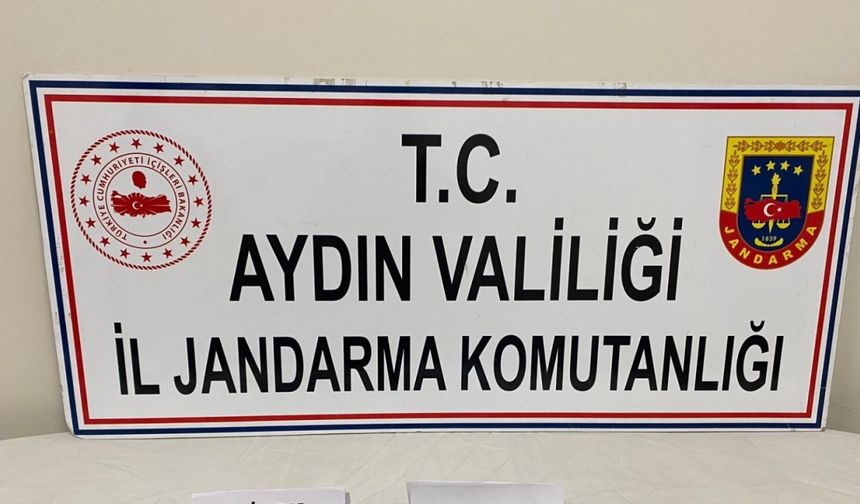 T.C.
AYDIN VALİLİĞİ
İL JANDARMA KOMUTANLIĞI
TÜRKİYE CUMHURİYETİ İÇİŞLERİ BAKANLIĞI
1839
JANDARMA